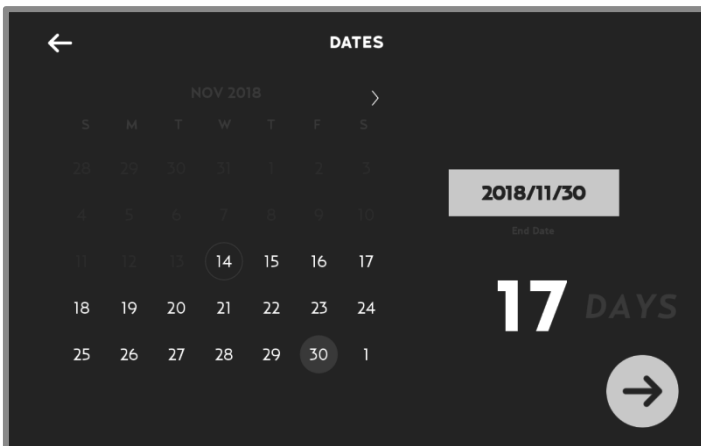 DATES
NOV 2018
S M T W T F S
28 29 30 31 1 2 3
4 5 6 7 8 9 10
11 12 13 14 15 16 17
18 19 20 21 22 23 24
25 26 27 28 29 30 1
2018/11/30
End Date
17 DAYS